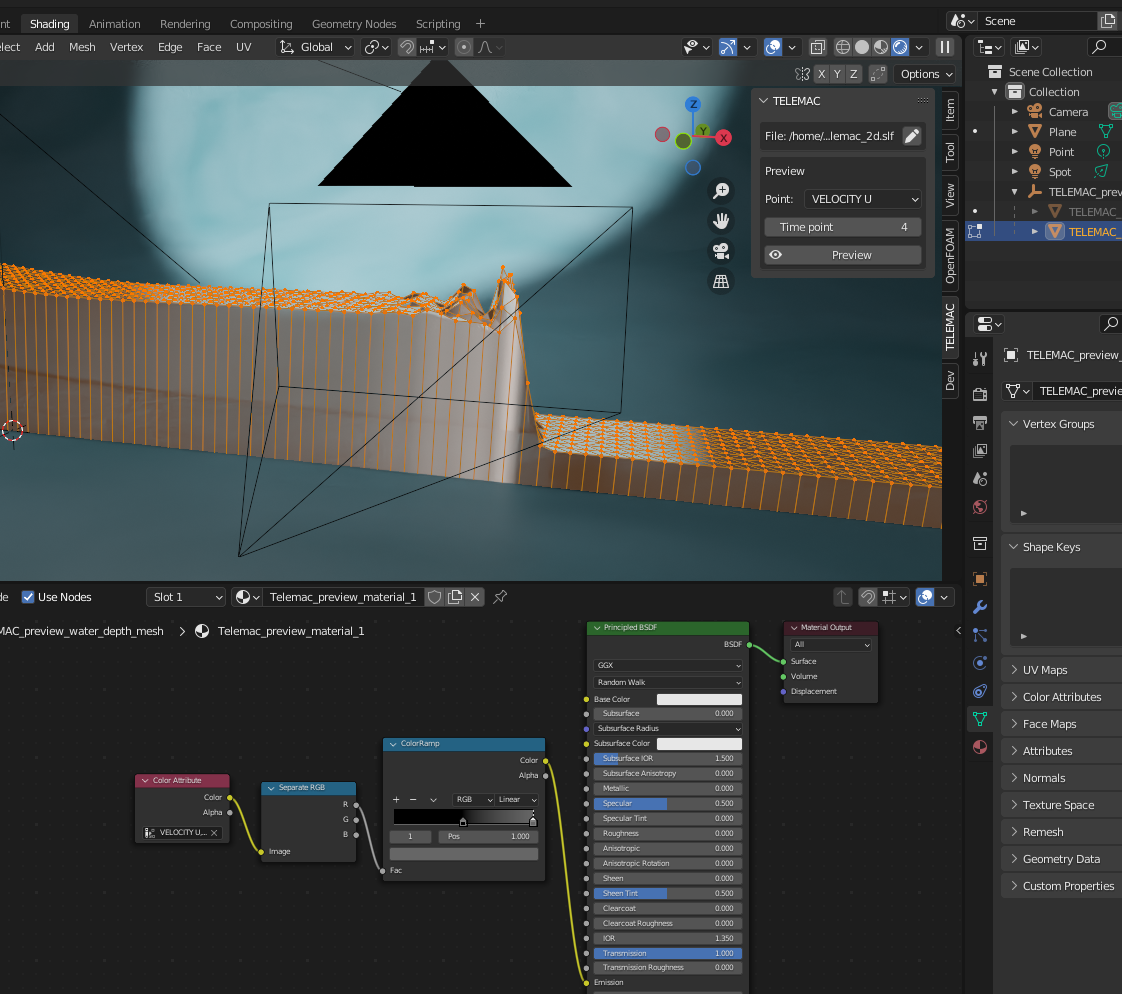 nt Shading Animation Rendering Compositing Geometry Nodes Scripting + Scene
elect Add Mesh Vertex Edge Face UV Global
X Y Z Options
TELEMAC
File: /home/...lemac_2d.slf
Preview
Point: VELOCITY U
Time point 4
Preview
Z
Y
X
Item
Tool
View
OpenFOAM
TELEMAC
Dev
Scene Collection
Collection
Camera
Plane
Point
Spot
TELEMAC_prev
TELEMAC_
TELEMAC_
TELEMAC_preview_
TELEMAC_previe
Vertex Groups
Shape Keys
UV Maps
Color Attributes
Face Maps
Attributes
Normals
Texture Space
Remesh
Geometry Data
Custom Properties
de Use Nodes Slot 1 Telemac_preview_material_1
MAC_preview_water_depth_mesh > Telemac_preview_material_1
Color Attribute
Color
Alpha
VELOCITY U,...
Separate RGB
R
G
B
Image
ColorRamp
Color
Alpha
RGB Linear
1 Pos 1.000
Fac
Principled BSDF
BSDF
GGX
Random Walk
Base Color
Subsurface 0.000
Subsurface Radius
Subsurface Color
Subsurface IOR 1.500
Subsurface Anisotropy 0.000
Metallic 0.000
Specular 0.500
Specular Tint 0.000
Roughness 0.000
Anisotropic 0.000
Anisotropic Rotation 0.000
Sheen 0.000
Sheen Tint 0.500
Clearcoat 0.000
Clearcoat Roughness 0.000
IOR 1.350
Transmission 1.000
Transmission Roughness 0.000
Emission
Material Output
All
Surface
Volume
Displacement